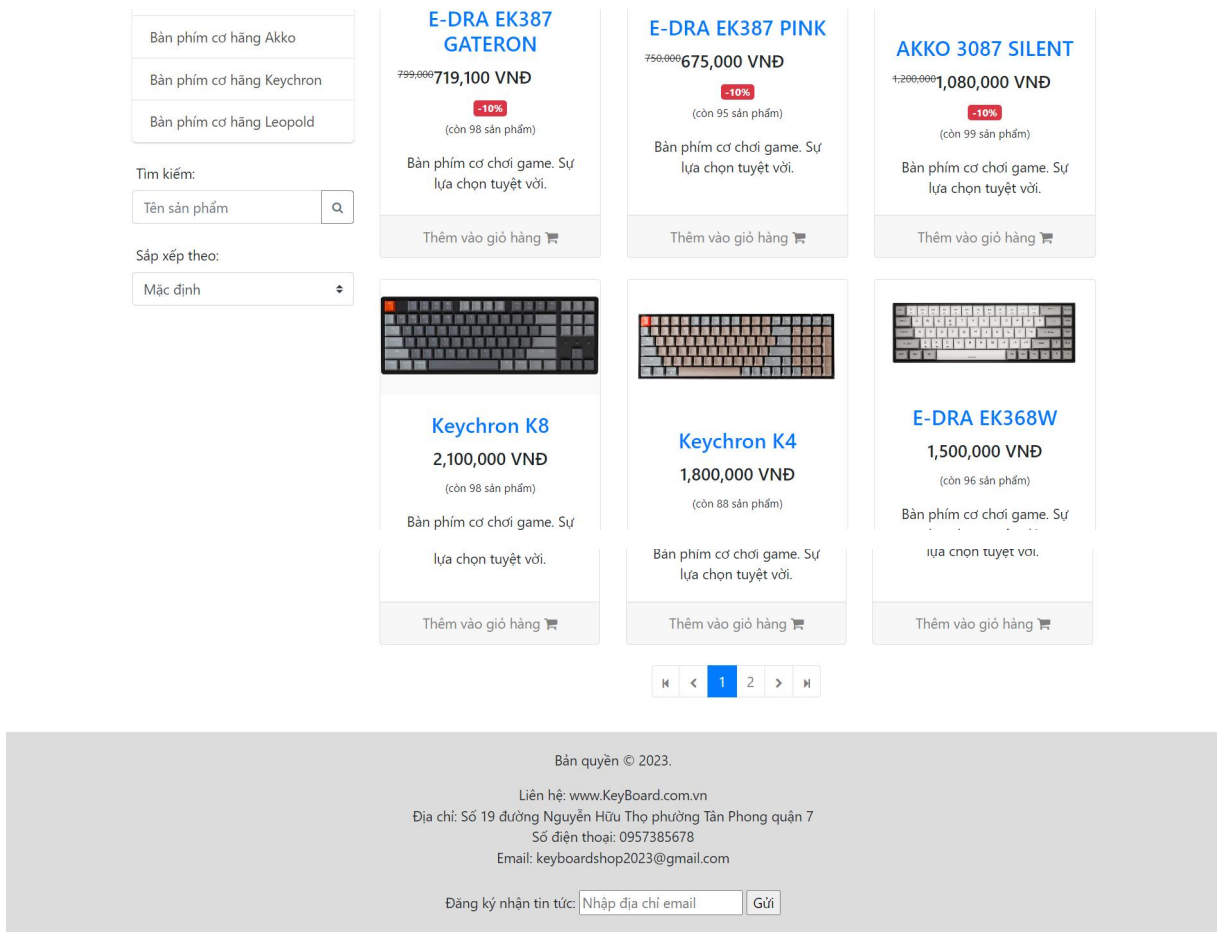 Bàn phím cơ hãng Akko
Bàn phím cơ hãng Keychron
Bàn phím cơ hãng Leopold
Tìm kiếm:
Tên sản phẩm
Sắp xếp theo:
Mặc định
E-DRA EK387
GATERON
799,000719,100 VNĐ
-10%
(còn 98 sản phẩm)
Bàn phím cơ chơi game. Sự
lựa chọn tuyệt vời.
Thêm vào giỏ hàng
E-DRA EK387 PINK
750,000675,000 VNĐ
-10%
(còn 95 sản phẩm)
Bàn phím cơ chơi game. Sự
lựa chọn tuyệt vời.
Thêm vào giỏ hàng
AKKO 3087 SILENT
1,200,0001,080,000 VNĐ
-10%
(còn 99 sản phẩm)
Bàn phím cơ chơi game. Sự
lựa chọn tuyệt vời.
Thêm vào giỏ hàng
Keychron K8
2,100,000 VNĐ
(còn 98 sản phẩm)
Bàn phím cơ chơi game. Sự
lựa chọn tuyệt vời.
Thêm vào giỏ hàng
Keychron K4
1,800,000 VNĐ
(còn 88 sản phẩm)
Bàn phím cơ chơi game. Sự
lựa chọn tuyệt vời.
Thêm vào giỏ hàng
E-DRA EK368W
1,500,000 VNĐ
(còn 96 sản phẩm)
Bàn phím cơ chơi game. Sự
lựa chọn tuyệt vời.
Thêm vào giỏ hàng
1 2
Bản quyền © 2023.
Liên hệ: www.KeyBoard.com.vn
Địa chỉ: Số 19 đường Nguyễn Hữu Thọ phường Tân Phong quận 7
Số điện thoại: 0957385678
Email: keyboardshop2023@gmail.com
Đăng ký nhận tin tức: Nhập địa chỉ email Gửi